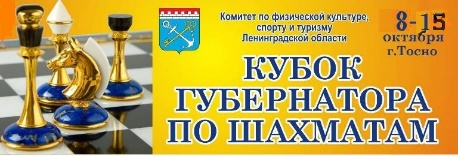 Комитет по физической культуре,
спорту и туризму
Ленинградской области
8-15
октября
г.Тосно
КУБОК
ГУБЕРНАТОРА
ПО ШАХМАТАМ